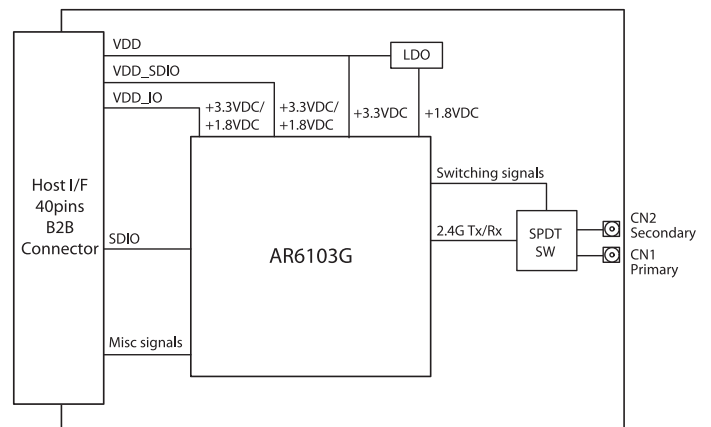 VDD
LDO
VDD_SDIO
VDD_IO
+3.3VDC/
+1.8VDC
+3.3VDC/
+1.8VDC
+3.3VDC
+1.8VDC
Host I/F
40pins
B2B
Connector
Switching signals
SDIO
AR6103G
2.4G Tx/Rx
SPDT
SW
CN2
Secondary
CN1
Primary
Misc signals